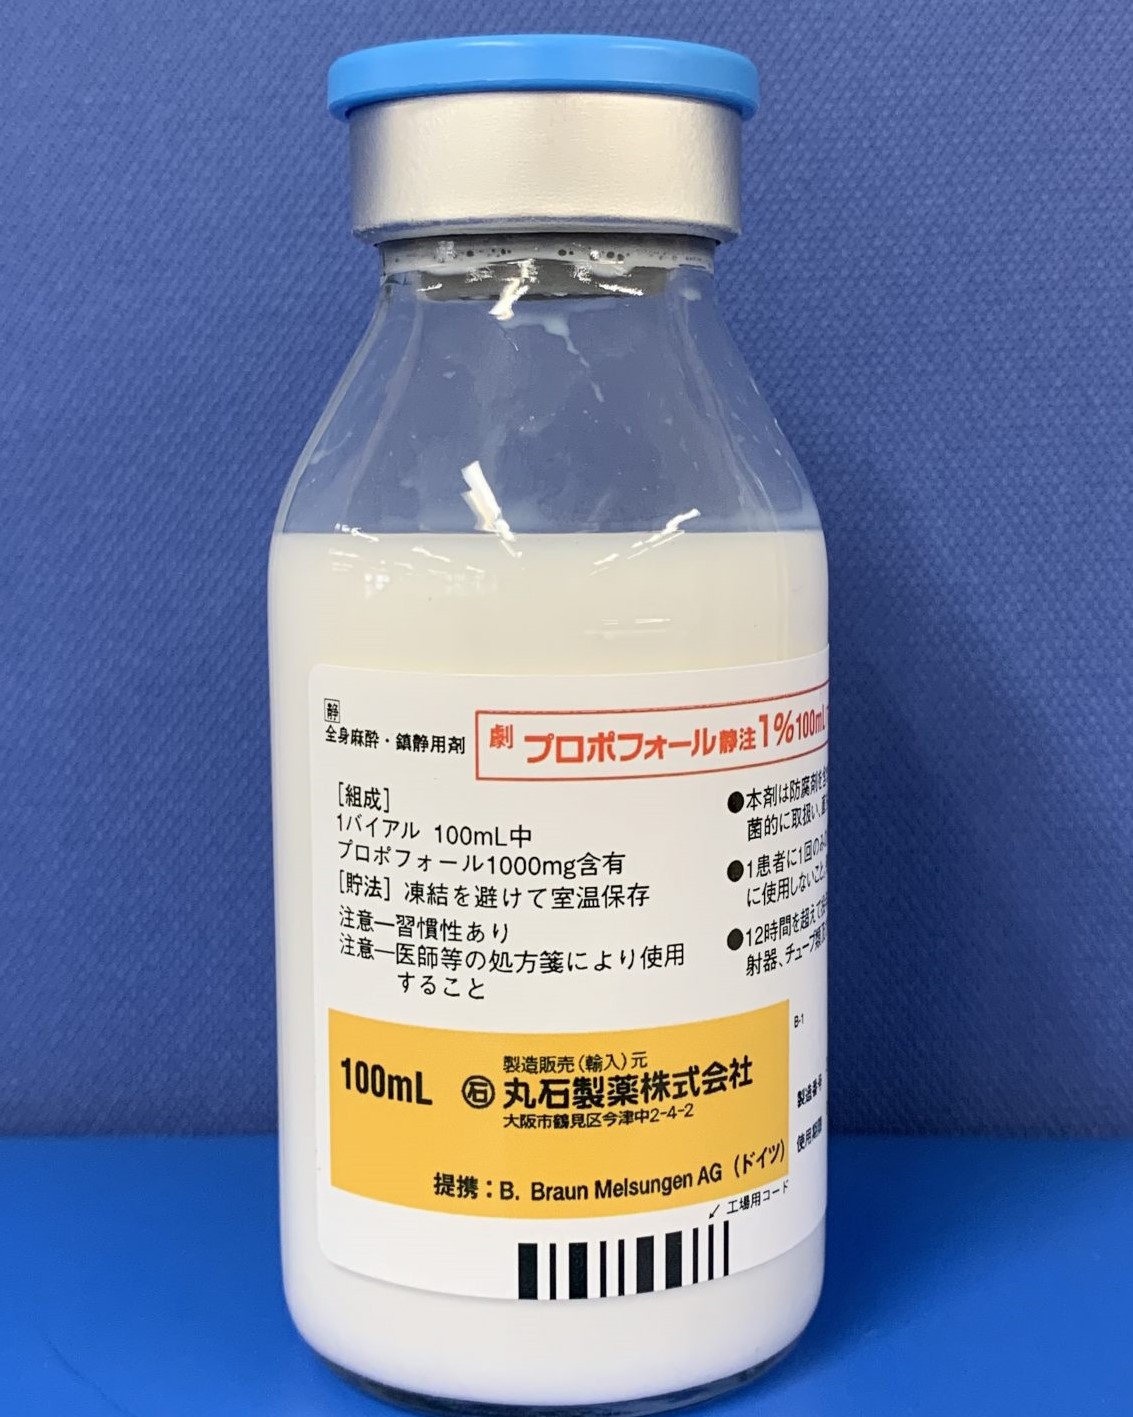 静
全身麻酔・鎮静用剤
劇 プロポフォール静注1%100mL
[組成]
1バイアル 100mL中
プロポフォール1000mg含有
[貯法] 凍結を避けて室温保存
注意―習慣性あり
注意―医師等の処方箋により使用
すること
●本剤は防腐剤を
菌的に取扱い、
●1患者に1回のみ
に使用しないこと
●12時間を超えて
射器、チューブ類
B-1
製造番号
使用期限
100mL
製造販売(輸入)元
石 丸石製薬株式会社
大阪市鶴見区今津中2-4-2
提携:B. Braun Melsungen AG (ドイツ)
↙ 工場用コード